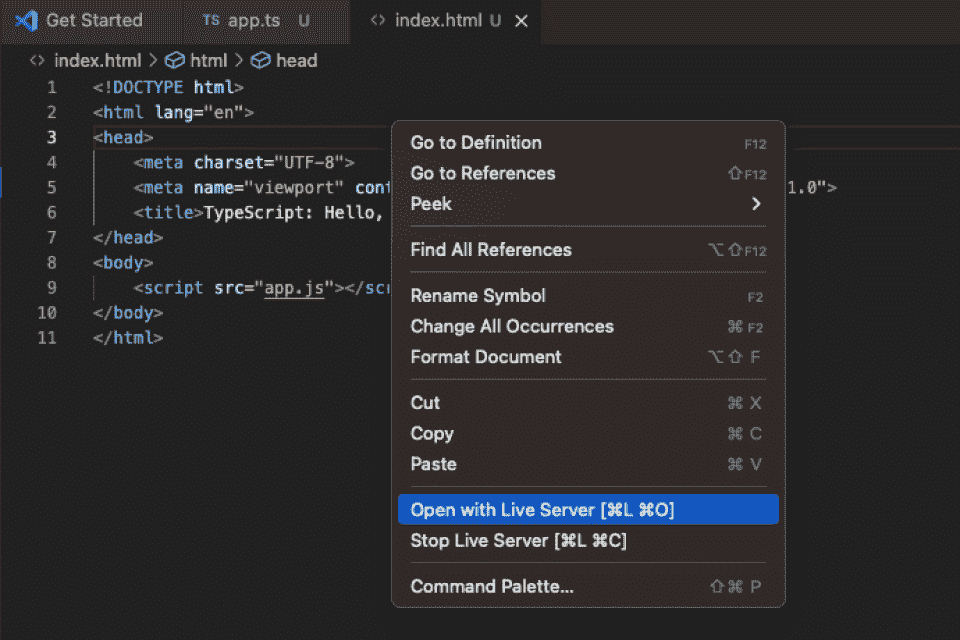 Get Started TS app.ts U <> index.html U ×
<> index.html > html > head
1 <!DOCTYPE html>
2 <html lang="en">
3 <head>
4 <meta charset="UTF-8">
5 <meta name="viewport" cont 1.0">
6 <title>TypeScript: Hello,
7 </head>
8 <body>
9 <script src="app.js"></scr
10 </body>
11 </html>
Go to Definition F12
Go to References ⇧F12
Peek >
Find All References ⌥⇧F12
Rename Symbol F2
Change All Occurrences ⌘F2
Format Document ⌥⇧F
Cut ⌘X
Copy ⌘C
Paste ⌘V
Open with Live Server [⌘L ⌘O]
Stop Live Server [⌘L ⌘C]
Command Palette... ⇧⌘P